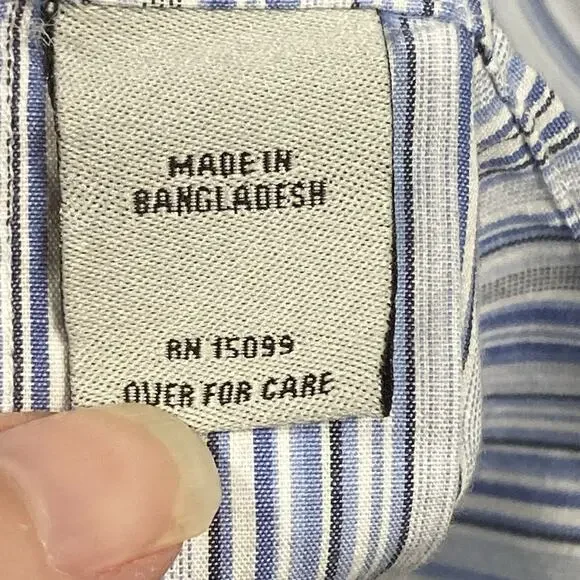 MADE IN
BANGLADESH
RN 15099
OVER FOR CARE